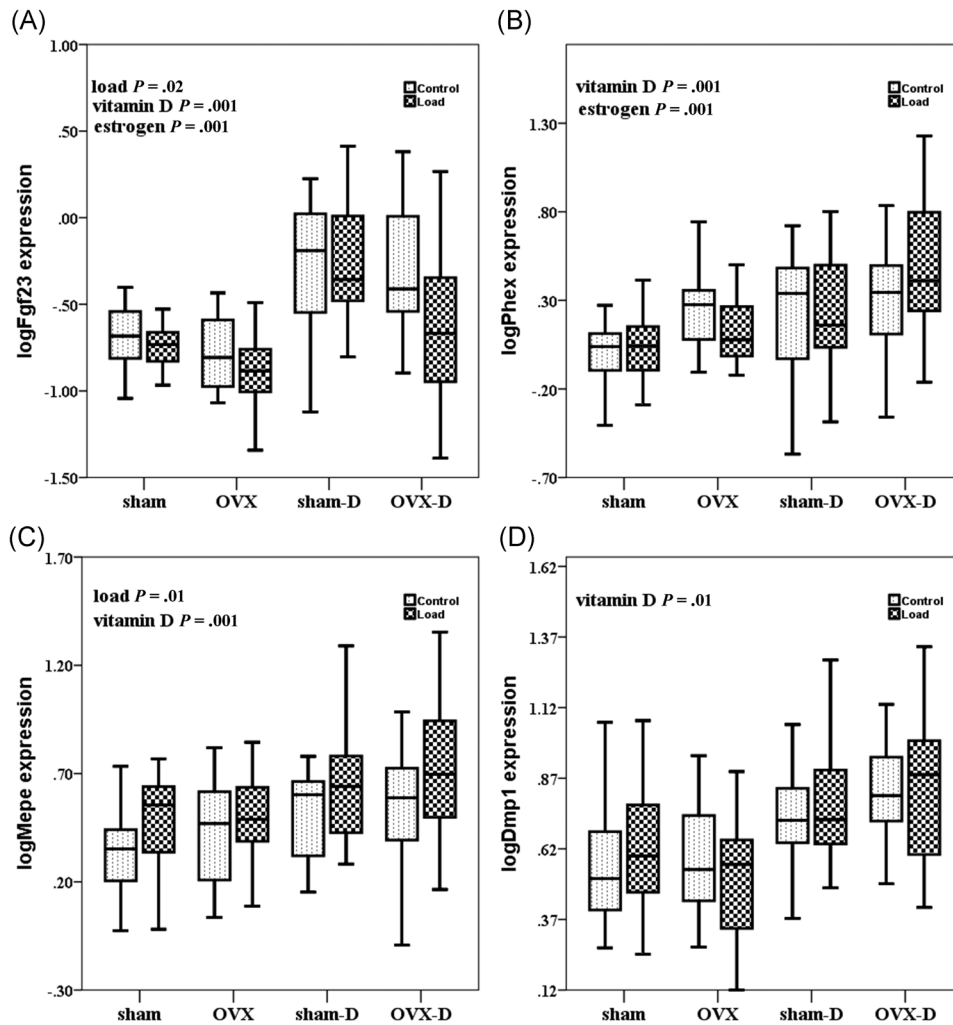 (A)
logFgf23 expression
1.00
.50
.00
-.50
-1.00
-1.50
load P = .02
vitamin D P = .001
estrogen P = .001
Control
Load
sham OVX sham-D OVX-D
(B)
logPhex expression
1.30
.80
.30
-.20
-.70
vitamin D P = .001
estrogen P = .001
Control
Load
sham OVX sham-D OVX-D
(C)
logMepe expression
1.70
1.20
.70
.20
-.30
load P = .01
vitamin D P = .001
Control
Load
sham OVX sham-D OVX-D
(D)
logDmp1 expression
1.62
1.37
1.12
.87
.62
.37
.12
vitamin D P = .01
Control
Load
sham OVX sham-D OVX-D